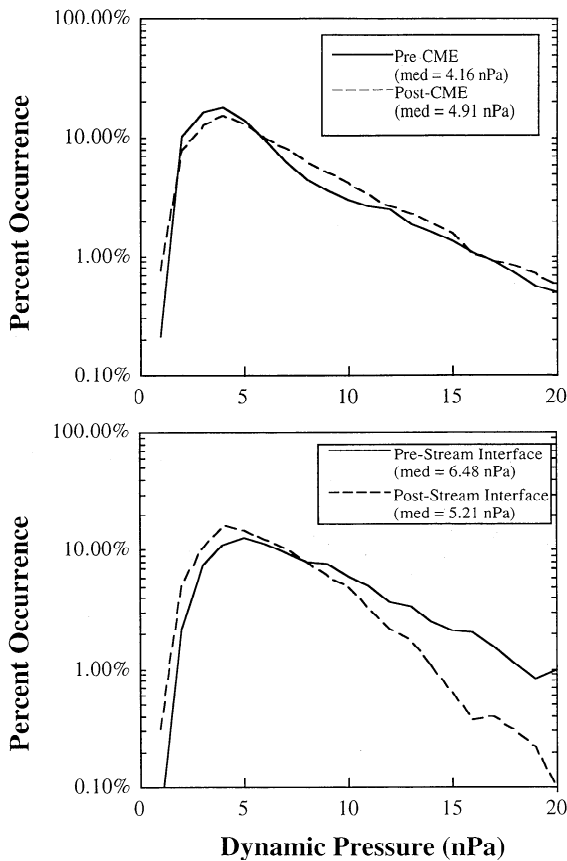 100.00%
Pre-CME
(med = 4.16 nPa)
Post-CME
(med = 4.91 nPa)
10.00%
Percent Occurrence
1.00%
0.10%
0 5 10 15 20
100.00%
Pre-Stream Interface
(med = 6.48 nPa)
Post-Stream Interface
(med = 5.21 nPa)
10.00%
Percent Occurrence
1.00%
0.10%
0 5 10 15 20
Dynamic Pressure (nPa)